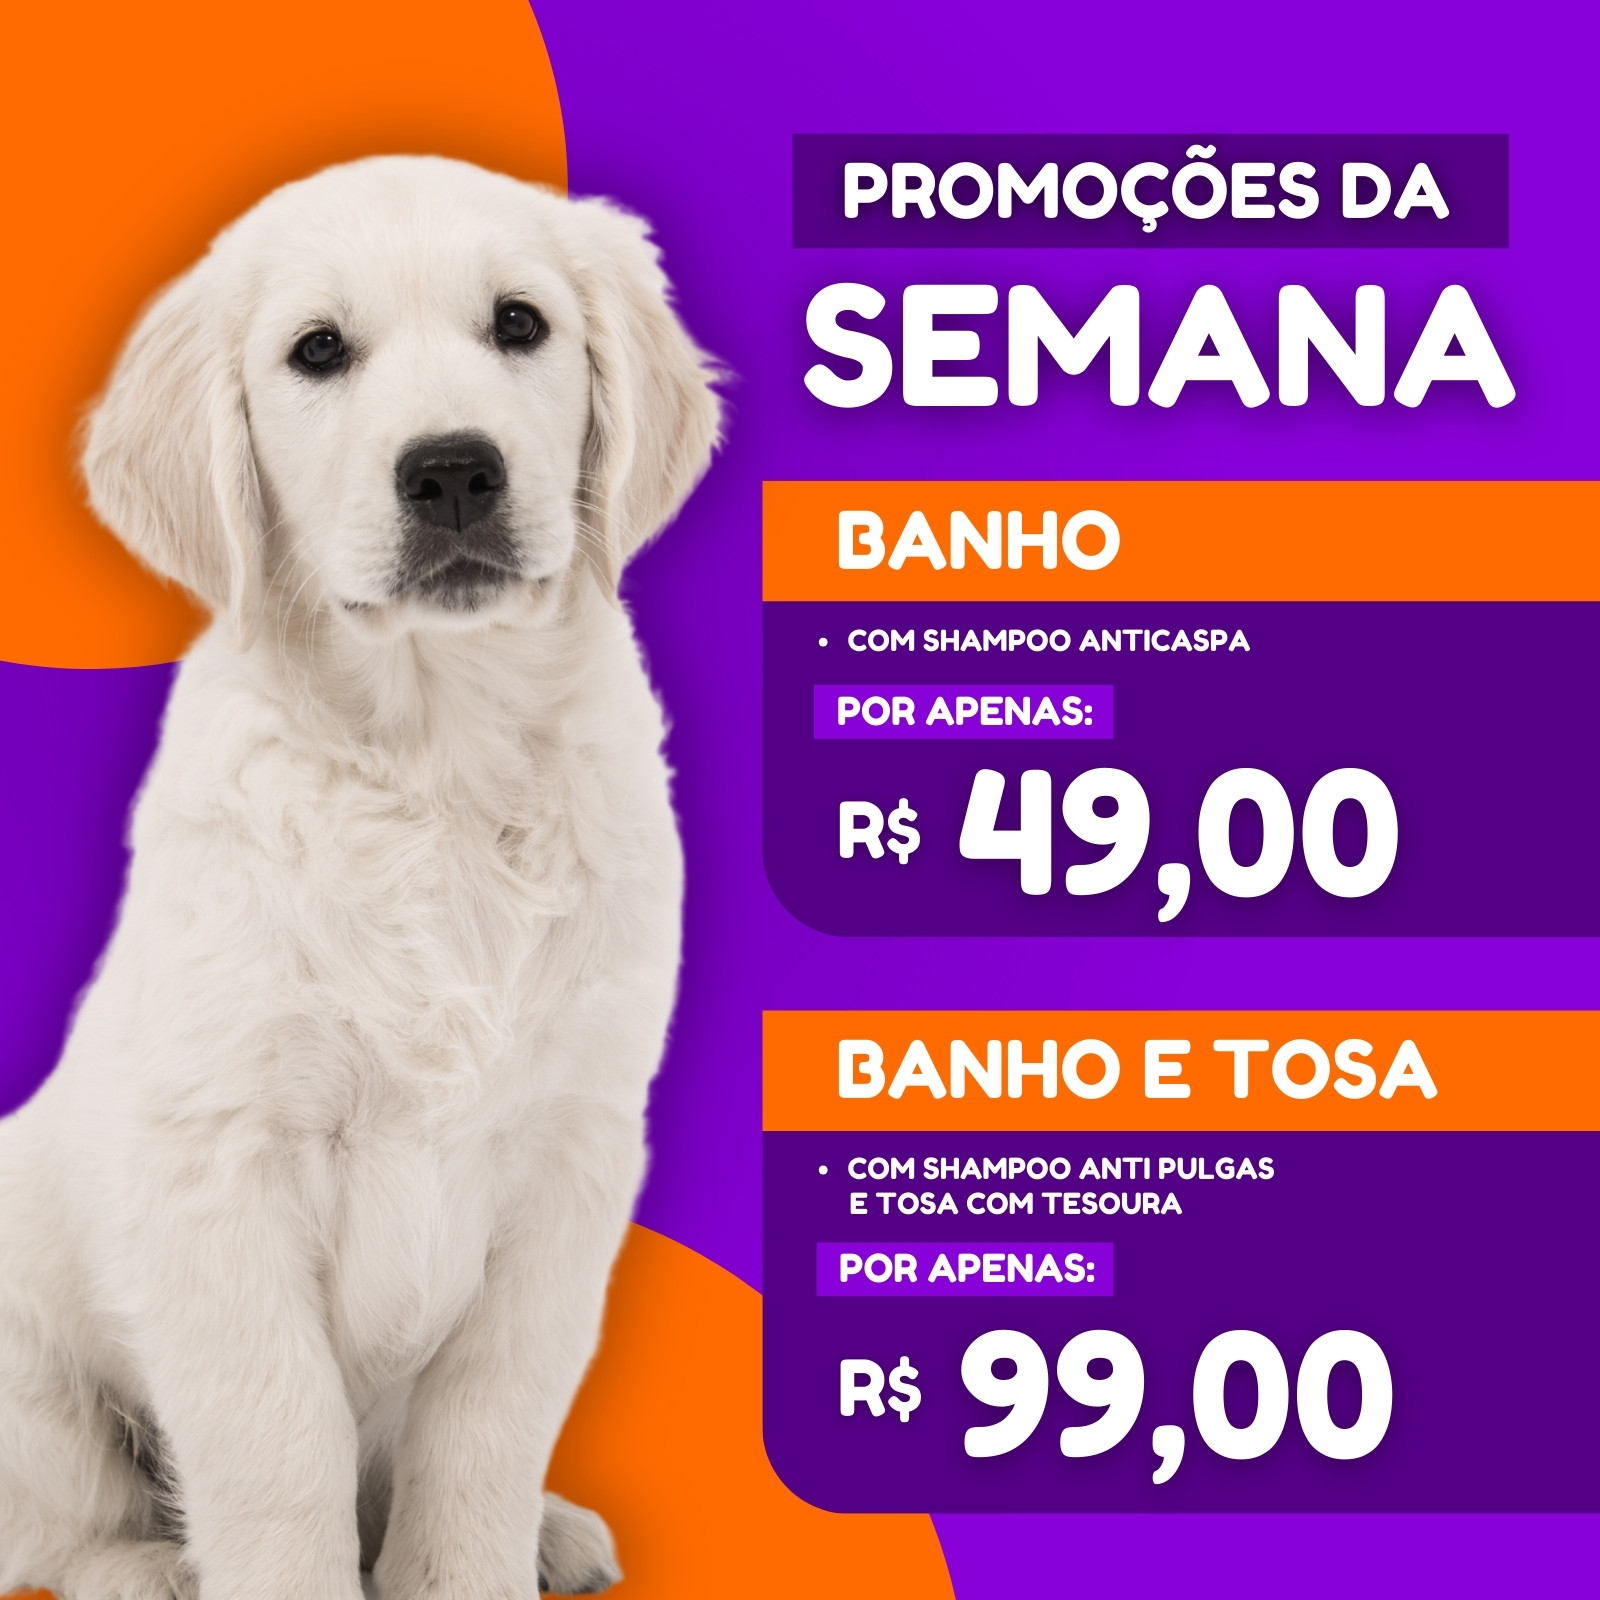 PROMOÇÕES DA
SEMANA
BANHO
• COM SHAMPOO ANTICASPA
POR APENAS:
R$ 49,00
BANHO E TOSA
• COM SHAMPOO ANTI PULGAS
E TOSA COM TESOURA
POR APENAS:
R$ 99,00